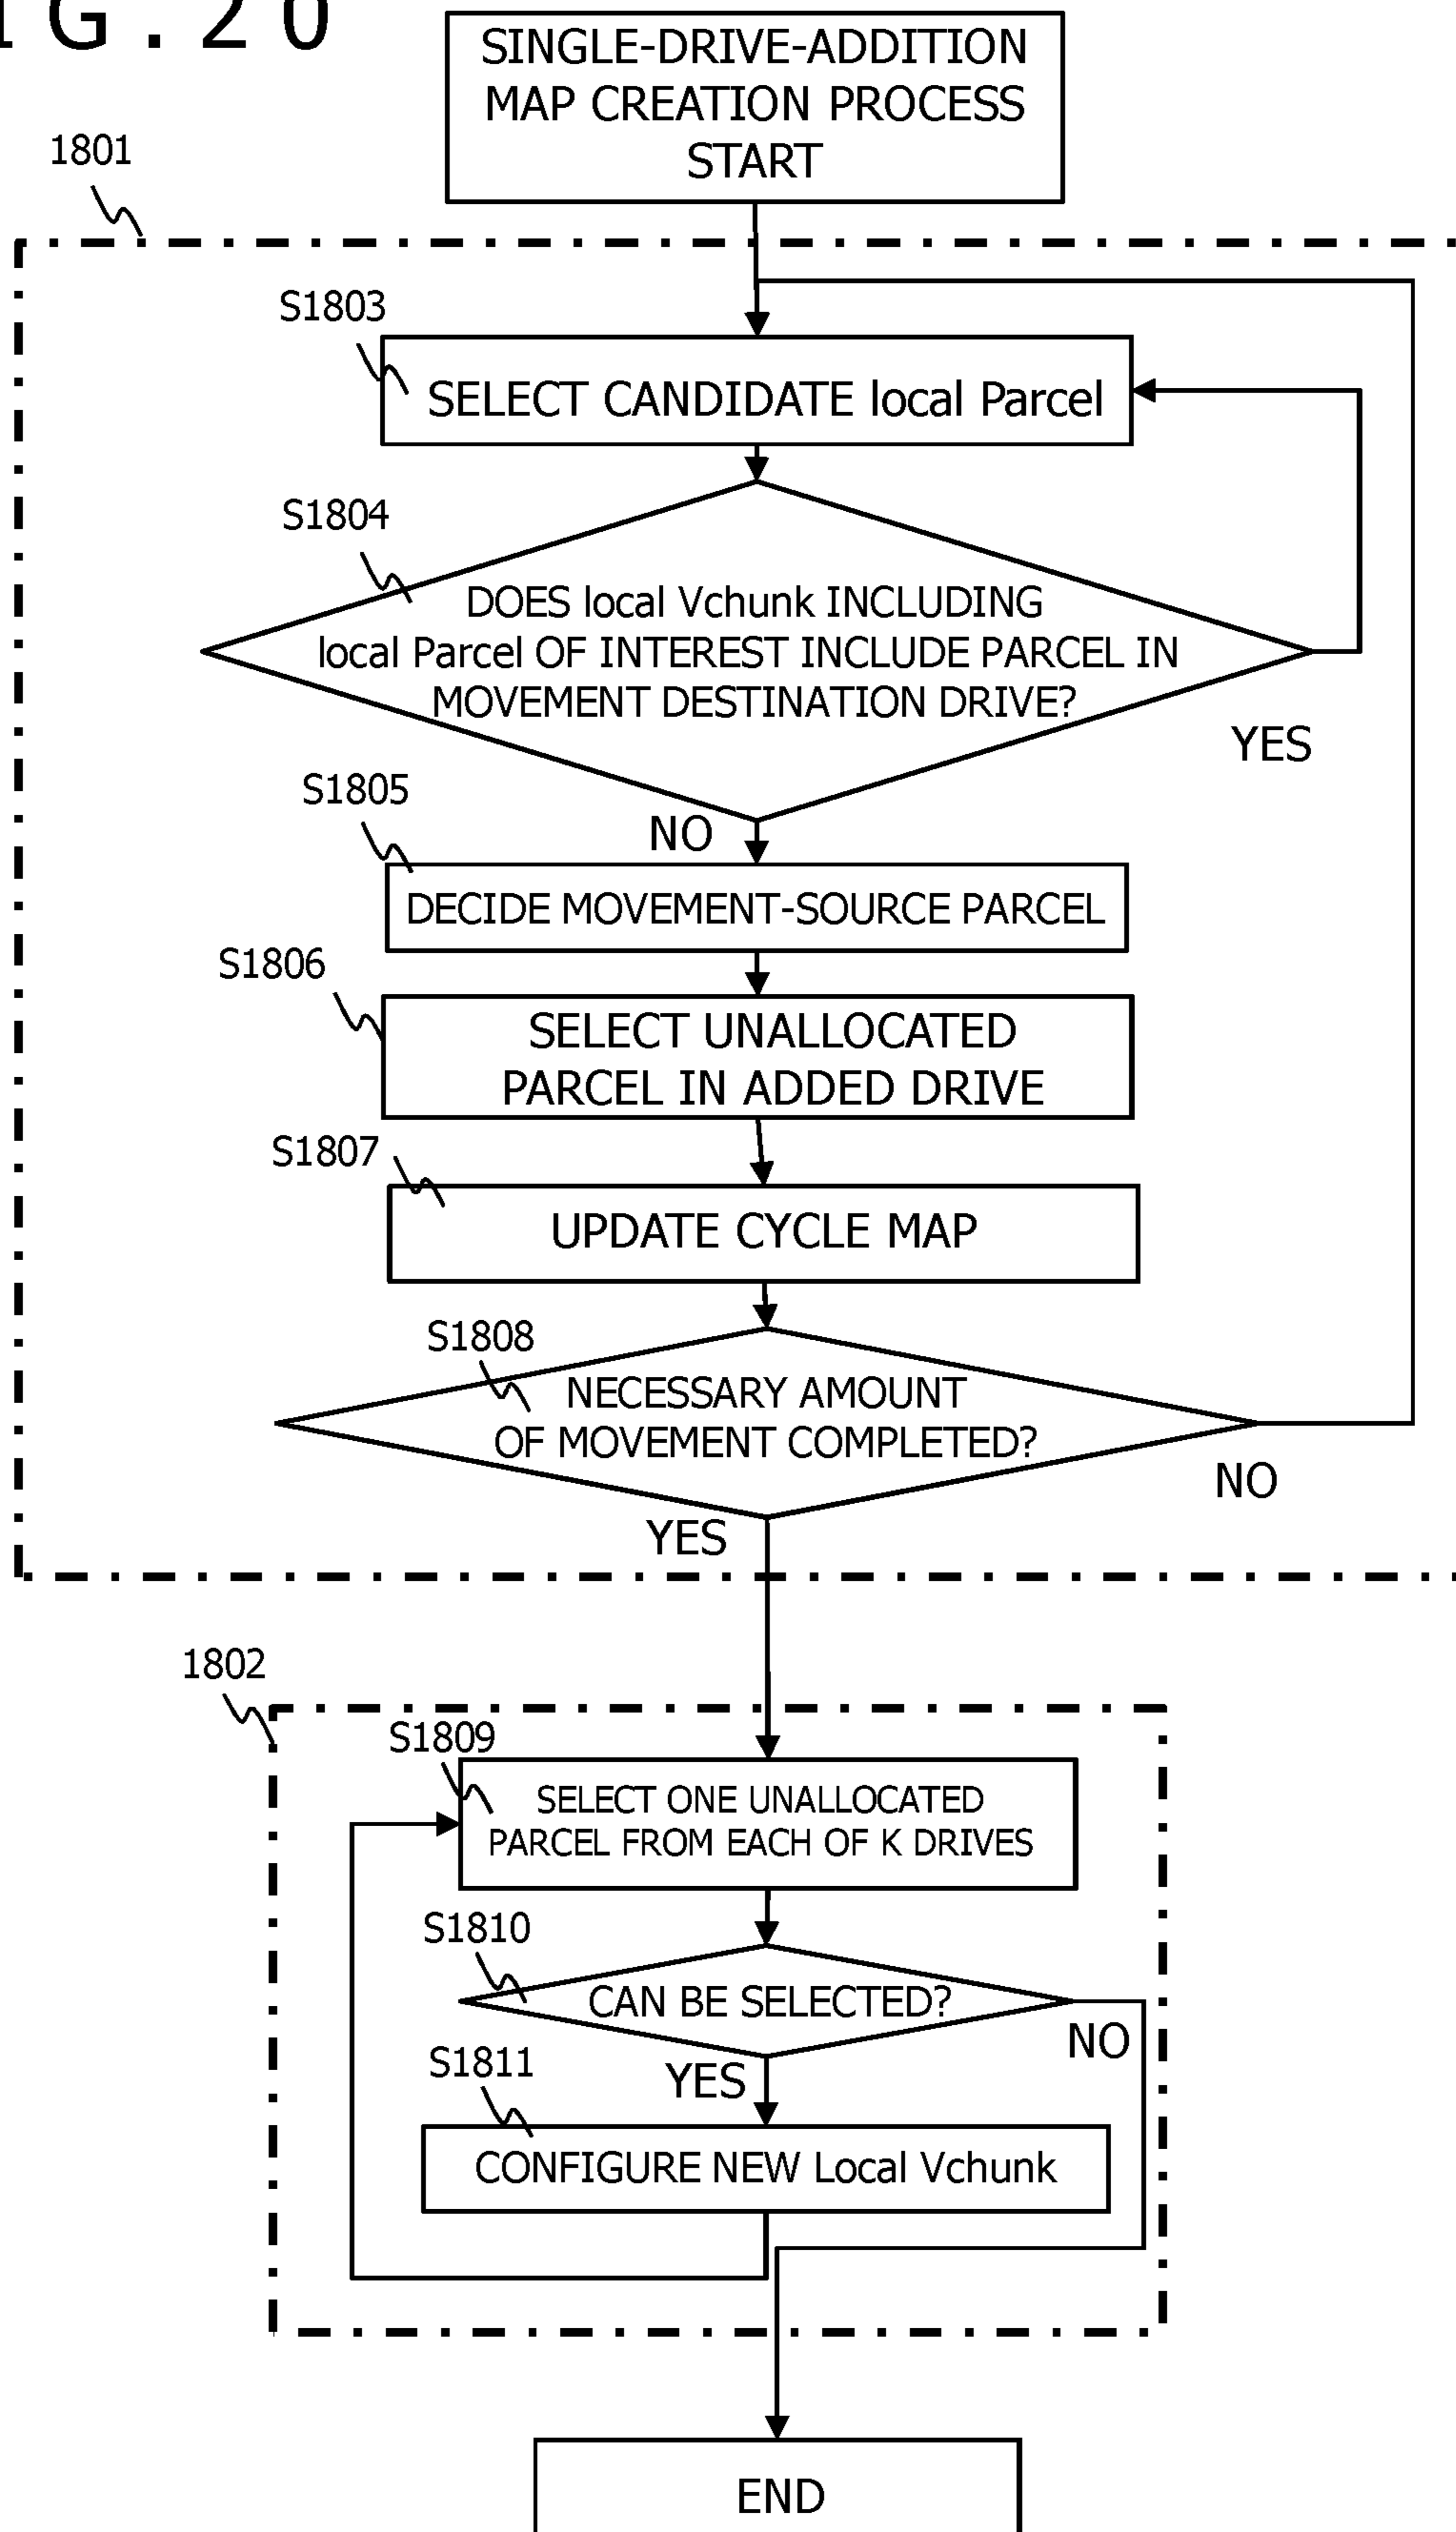 IG.20
SINGLE-DRIVE-ADDITION
MAP CREATION PROCESS
START
1801
S1803
SELECT CANDIDATE local Parcel
S1804
DOES local Vchunk INCLUDING
local Parcel OF INTEREST INCLUDE PARCEL IN
MOVEMENT DESTINATION DRIVE?
YES
S1805
NO
DECIDE MOVEMENT-SOURCE PARCEL
S1806
SELECT UNALLOCATED
PARCEL IN ADDED DRIVE
S1807
UPDATE CYCLE MAP
S1808
NECESSARY AMOUNT
OF MOVEMENT COMPLETED?
NO
YES
1802
S1809
SELECT ONE UNALLOCATED
PARCEL FROM EACH OF K DRIVES
S1810
CAN BE SELECTED?
NO
S1811
YES
CONFIGURE NEW Local Vchunk
END